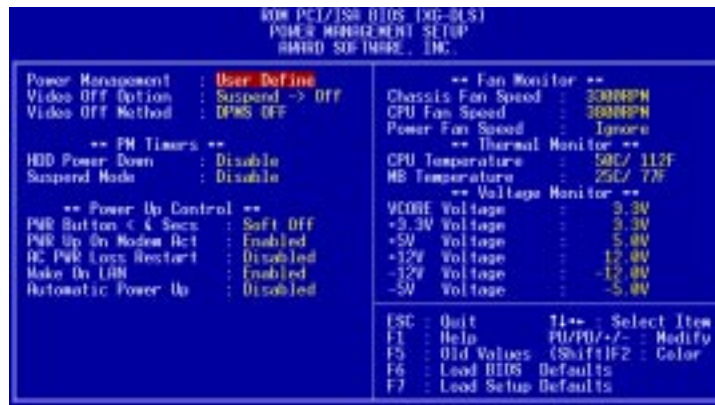 ROM PCI/ISA BIOS (XG-DLS)
POWER MANAGEMENT SETUP
AWARD SOFTWARE, INC.
Power Management : User Define
Video Off Option : Suspend -> Off
Video Off Method : DPMS OFF
** PM Timers **
HDD Power Down : Disable
Suspend Mode : Disable
** Power Up Control **
PWR Button < 4 Secs : Soft Off
PWR Up On Modem Act : Enabled
AC PWR Loss Restart : Disabled
Wake On LAN : Enabled
Automatic Power Up : Disabled
** Fan Monitor **
Chassis Fan Speed : 3300RPM
CPU Fan Speed : 3800RPM
Power Fan Speed : Ignore
** Thermal Monitor **
CPU Temperature : 50C/ 112F
MB Temperature : 25C/ 77F
** Voltage Monitor **
VCORE Voltage : 3.3V
+3.3V Voltage : 3.3V
+5V Voltage : 5.0V
+12V Voltage : 12.0V
-12V Voltage : -12.0V
-5V Voltage : -5.0V
ESC : Quit ↑↓→← : Select Item
F1 : Help PU/PD/+/- : Modify
F5 : Old Values (Shift)F2 : Color
F6 : Load BIOS Defaults
F7 : Load Setup Defaults